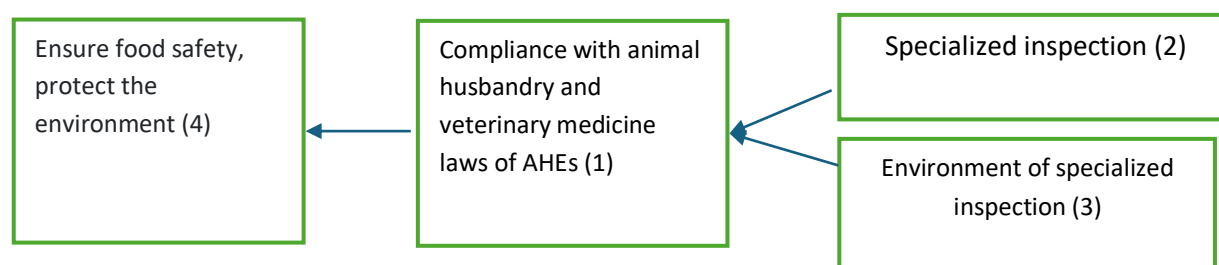 Ensure food safety,
protect the
environment (4)
Compliance with animal
husbandry and
veterinary medicine
laws of AHEs (1)
Specialized inspection (2)
Environment of specialized
inspection (3)